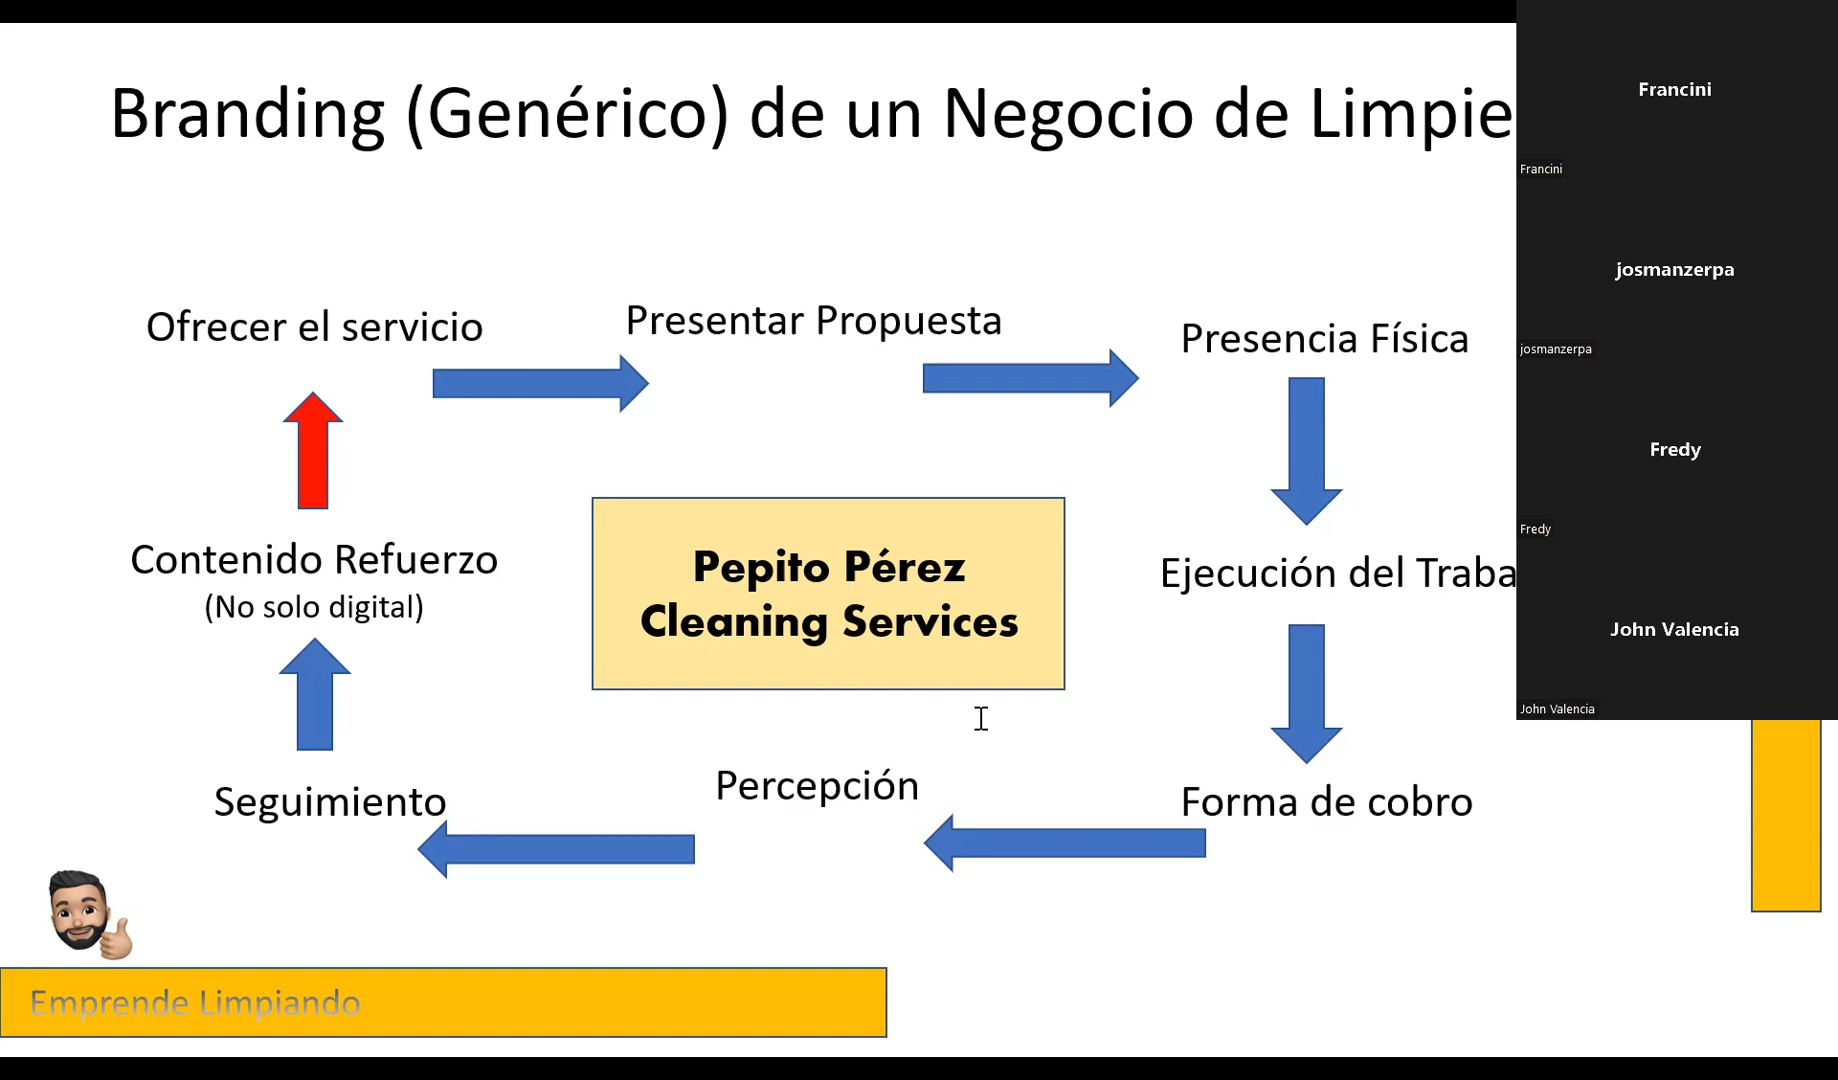 Branding (Genérico) de un Negocio de Limpie
Francini
Francini
josmanzerpa
josmanzerpa
Fredy
Fredy
John Valencia
John Valencia
Ofrecer el servicio
Presentar Propuesta
Presencia Física
Contenido Refuerzo
(No solo digital)
Pepito Pérez
Cleaning Services
Ejecución del Traba
Seguimiento
Percepción
Forma de cobro
Emprende Limpiando